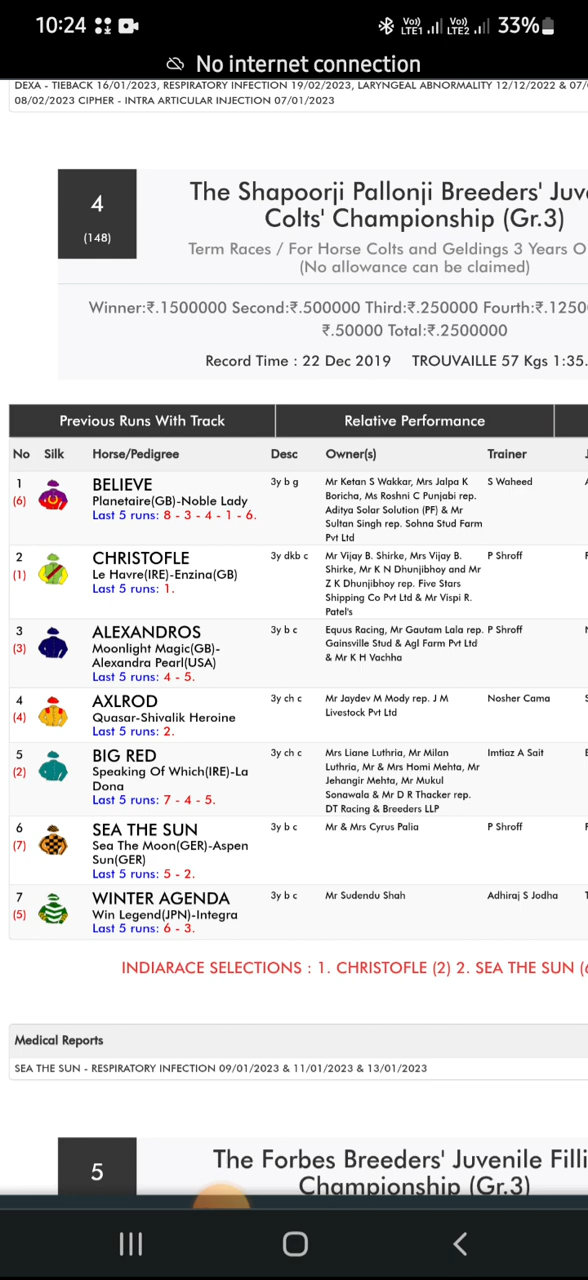 10:24 Vo)) LTE1 Vo)) LTE2 33%
No internet connection
DEXA - TIEBACK 16/01/2023, RESPIRATORY INFECTION 19/02/2023, LARYNGEAL ABNORMALITY 12/12/2022 & 07/
08/02/2023 CIPHER - INTRA ARTICULAR INJECTION 07/01/2023
4
(148)
The Shapoorji Pallonji Breeders' Juve
Colts' Championship (Gr.3)
Term Races / For Horse Colts and Geldings 3 Years O
(No allowance can be claimed)
Winner:₹.1500000 Second:₹.500000 Third:₹.250000 Fourth:₹.1250
₹.50000 Total:₹.2500000
Record Time : 22 Dec 2019 TROUVAILLE 57 Kgs 1:35.
Previous Runs With Track Relative Performance
No Silk Horse/Pedigree Desc Owner(s) Trainer J
1 BELIEVE 3y b g Mr Ketan S Wakkar, Mrs Jalpa K S Waheed A
(6) Planetaire(GB)-Noble Lady Boricha, Ms Roshni C Punjabi rep.
Last 5 runs: 8 - 3 - 4 - 1 - 6. Aditya Solar Solution (PF) & Mr
Sultan Singh rep. Sohna Stud Farm
Pvt Ltd
2 CHRISTOFLE 3y dkb c Mr Vijay B. Shirke, Mrs Vijay B. P Shroff
(1) Le Havre(IRE)-Enzina(GB) Shirke, Mr K N Dhunjibhoy and Mr
Last 5 runs: 1. Z K Dhunjibhoy rep. Five Stars
Shipping Co Pvt Ltd & Mr Vispi R.
Patel's
3 ALEXANDROS 3y b c Equus Racing, Mr Gautam Lala rep. P Shroff
(3) Moonlight Magic(GB)- Gainsville Stud & Agl Farm Pvt Ltd
Alexandra Pearl(USA) & Mr K H Vachha
Last 5 runs: 4 - 5.
4 AXLROD 3y ch c Mr Jaydev M Mody rep. J M Nosher Cama S
(4) Quasar-Shivalik Heroine Livestock Pvt Ltd
Last 5 runs: 2.
5 BIG RED 3y ch c Mrs Liane Luthria, Mr Milan Imtiaz A Sait
(2) Speaking Of Which(IRE)-La Luthria, Mr & Mrs Homi Mehta, Mr
Dona Jehangir Mehta, Mr Mukul
Last 5 runs: 7 - 4 - 5. Sonawala & Mr D R Thacker rep.
DT Racing & Breeders LLP
6 SEA THE SUN 3y b c Mr & Mrs Cyrus Palia P Shroff
(7) Sea The Moon(GER)-Aspen
Sun(GER)
Last 5 runs: 5 - 2.
7 WINTER AGENDA 3y b c Mr Sudendu Shah Adhiraj S Jodha
(5) Win Legend(JPN)-Integra
Last 5 runs: 6 - 3.
INDIARACE SELECTIONS : 1. CHRISTOFLE (2) 2. SEA THE SUN (6
Medical Reports
SEA THE SUN - RESPIRATORY INFECTION 09/01/2023 & 11/01/2023 & 13/01/2023
5
The Forbes Breeders' Juvenile Filli
Championship (Gr.3)